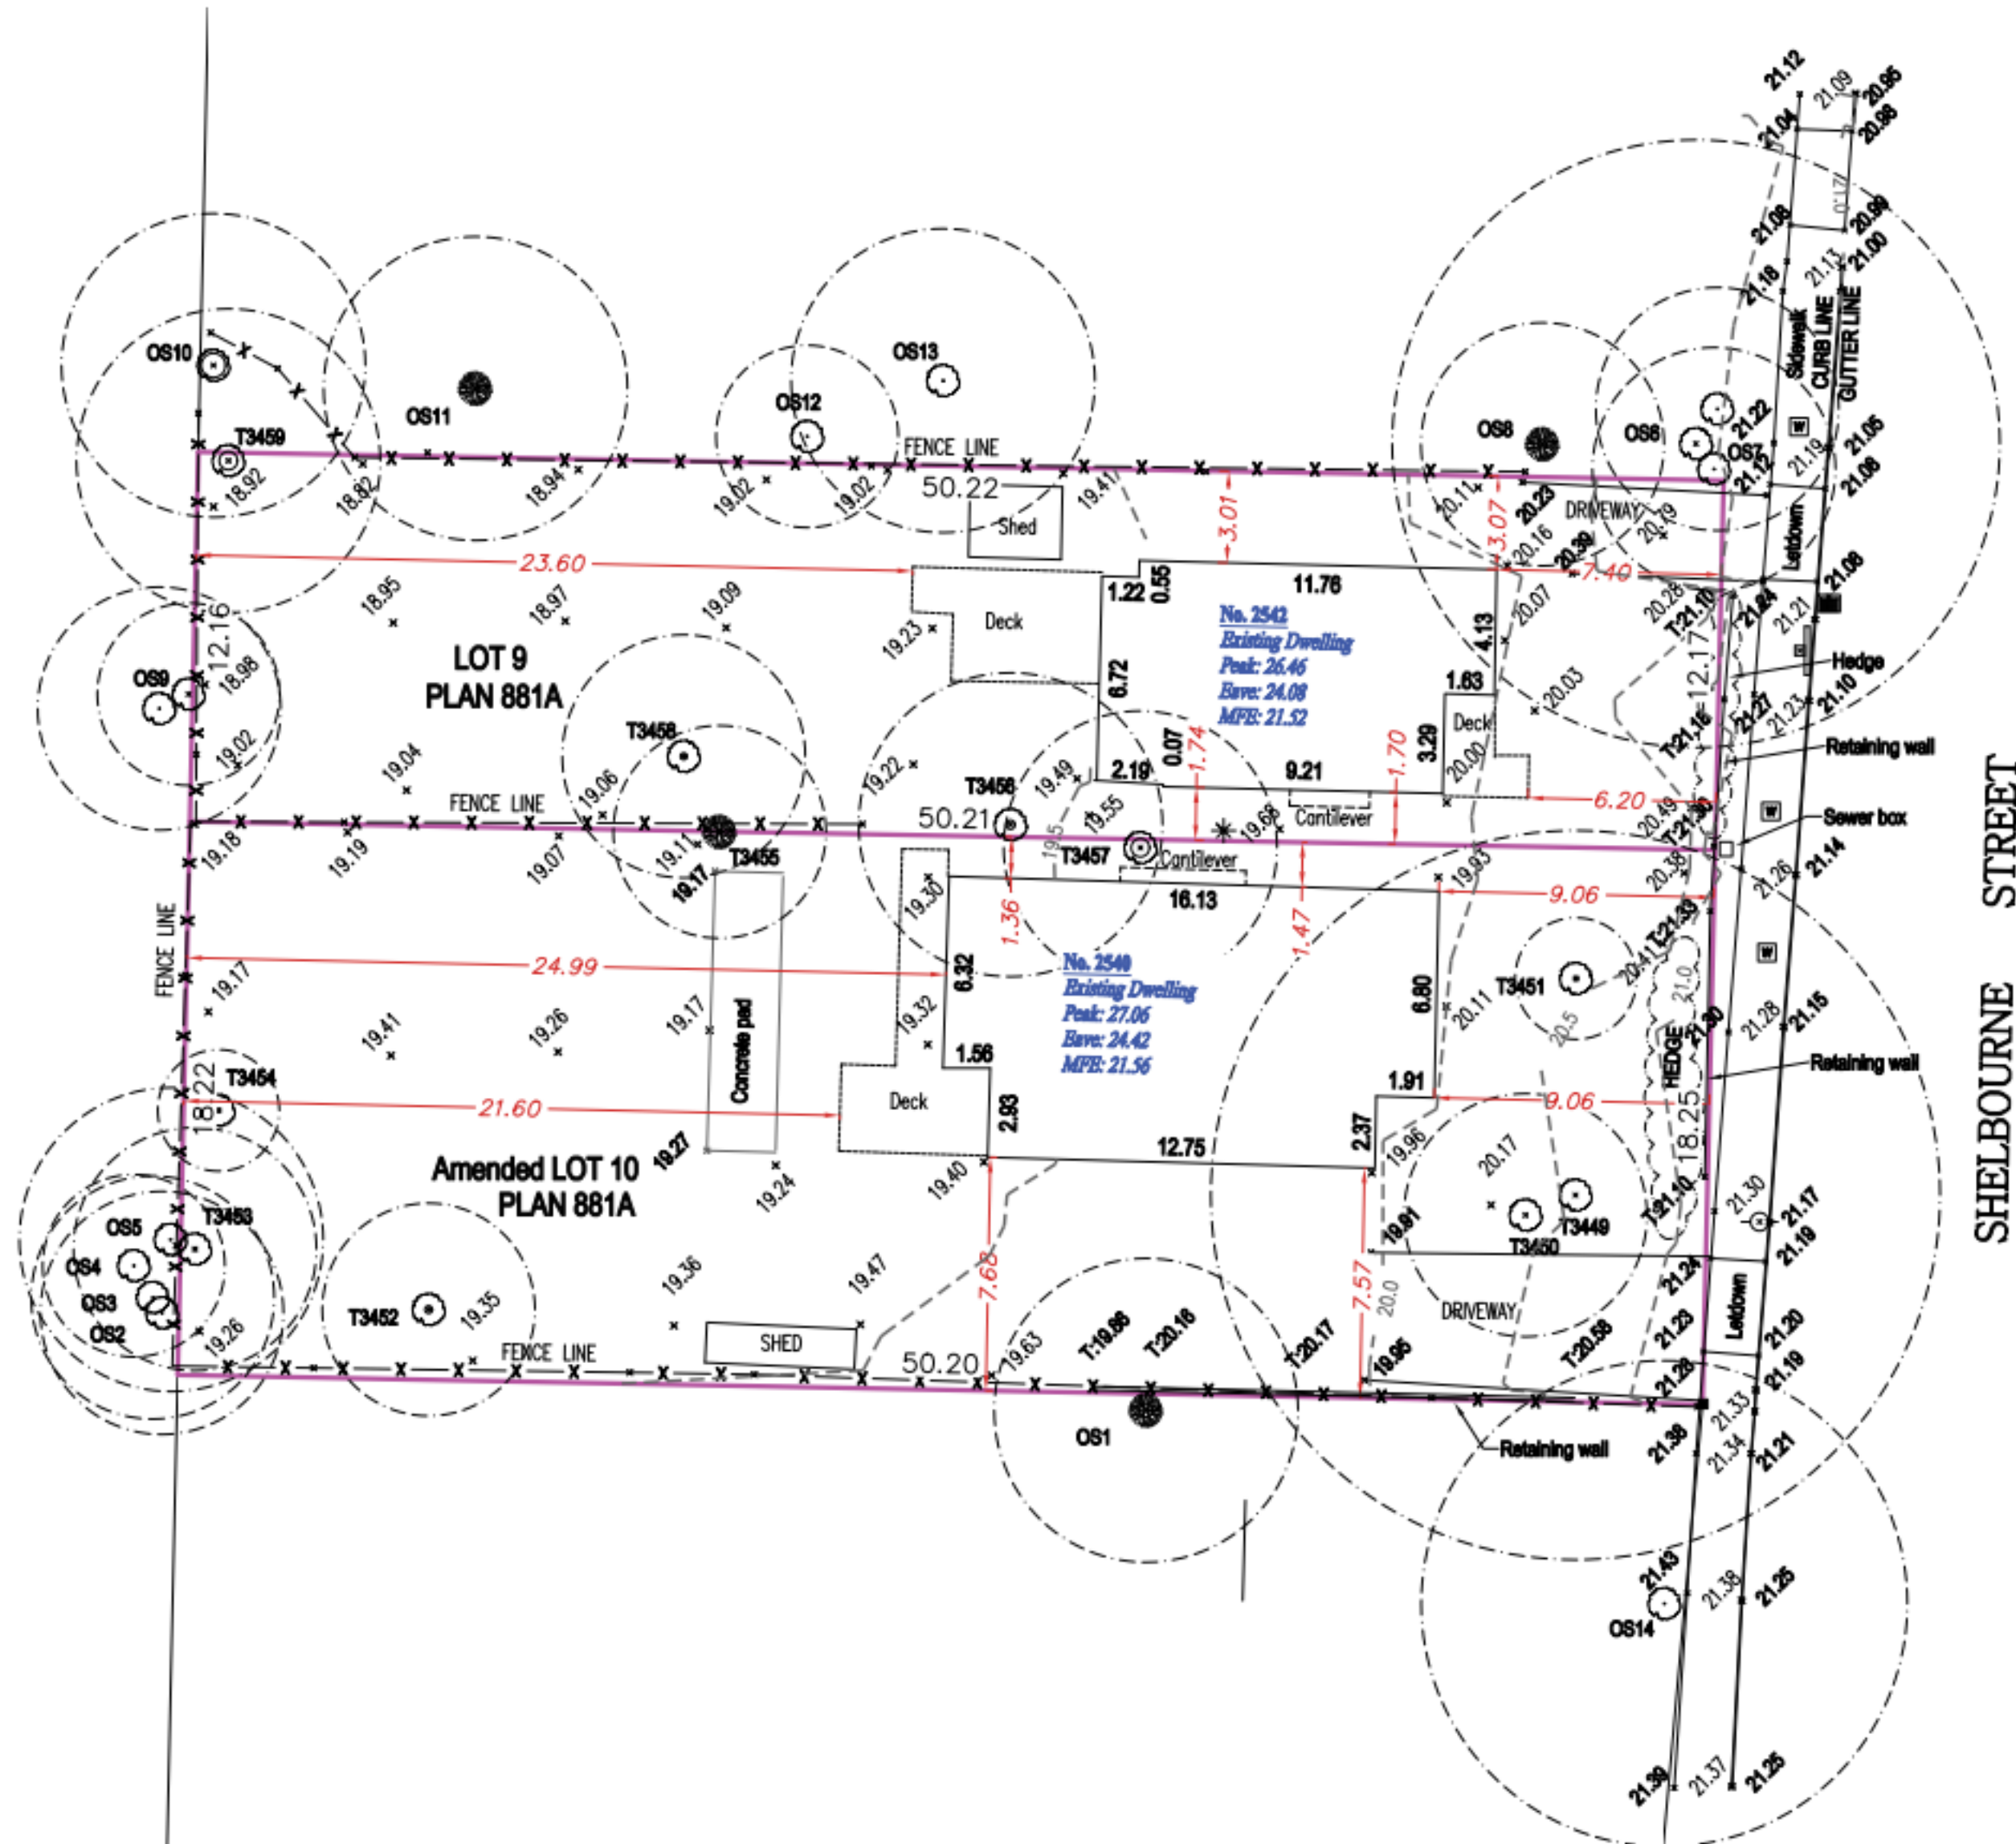 21.12
21.09
20.95
21.04
20.98
21.0
21.08
20.99
21.00
21.13
21.18
Sidewalk
CURB LINE
GUTTER LINE
OS10
OS11
OS12
OS13
OS8
OS6
OS7
21.22
W
21.05
21.19
21.12
21.08
T3459
FENCE LINE
18.92
18.82
18.94
19.02
19.02
50.22
19.41
Shed
3.01
20.11
20.23
3.07
DRIVEWAY
20.19
20.16
20.39
Letdown
23.60
7.40
21.08
1.22
0.55
11.76
18.95
18.97
19.09
19.23
Deck
20.07
20.28
T:21.10
21.24
21.21
12.16
18.98
OS9
LOT 9
PLAN 881A
6.72
No. 2542
Existing Dwelling
Peak: 26.46
Eave: 24.08
MFE: 21.52
4.13
1.63
Deck
20.03
12.17
Hedge
21.27
21.23
21.10
19.02
19.04
T3458
19.06
19.22
T3456
19.49
2.19
0.07
1.74
9.21
1.70
3.29
20.00
Retaining wall
FENCE LINE
50.21
19.55
Cantilever
6.20
20.49
W
Sewer box
19.18
19.19
19.07
19.11
T3455
19.5
T3457
19.68
Cantilever
19.93
20.38
21.26
21.14
19.17
19.30
1.36
16.13
1.47
9.06
T:21.33
FENCE LINE
24.99
6.32
No. 2540
Existing Dwelling
Peak: 27.06
Eave: 24.42
MFE: 21.56
6.80
T3451
20.41
21.0
W
19.17
19.41
19.26
19.17
Concrete pad
19.32
1.56
20.11
20.5
HEDGE
21.30
21.28
21.15
Retaining wall
SHELBOURNE STREET
T3454
18.22
21.60
Deck
2.93
1.91
9.06
2.37
18.25
Amended LOT 10
PLAN 881A
19.27
19.24
19.40
12.75
19.96
20.17
T:21.10
21.30
21.17
OS5
T3453
OS4
OS3
OS2
T3450
T3449
19.91
21.24
21.19
19.36
19.47
7.68
7.57
20.0
DRIVEWAY
Letdown
T3452
19.35
19.26
FENCE LINE
SHED
50.20
19.63
T:19.86
T:20.16
T:20.17
19.95
T:20.58
21.23
21.20
21.28
21.19
21.33
OS1
Retaining wall
21.38
21.34
21.21
OS14
21.43
21.38
21.25
21.39
21.37
21.25